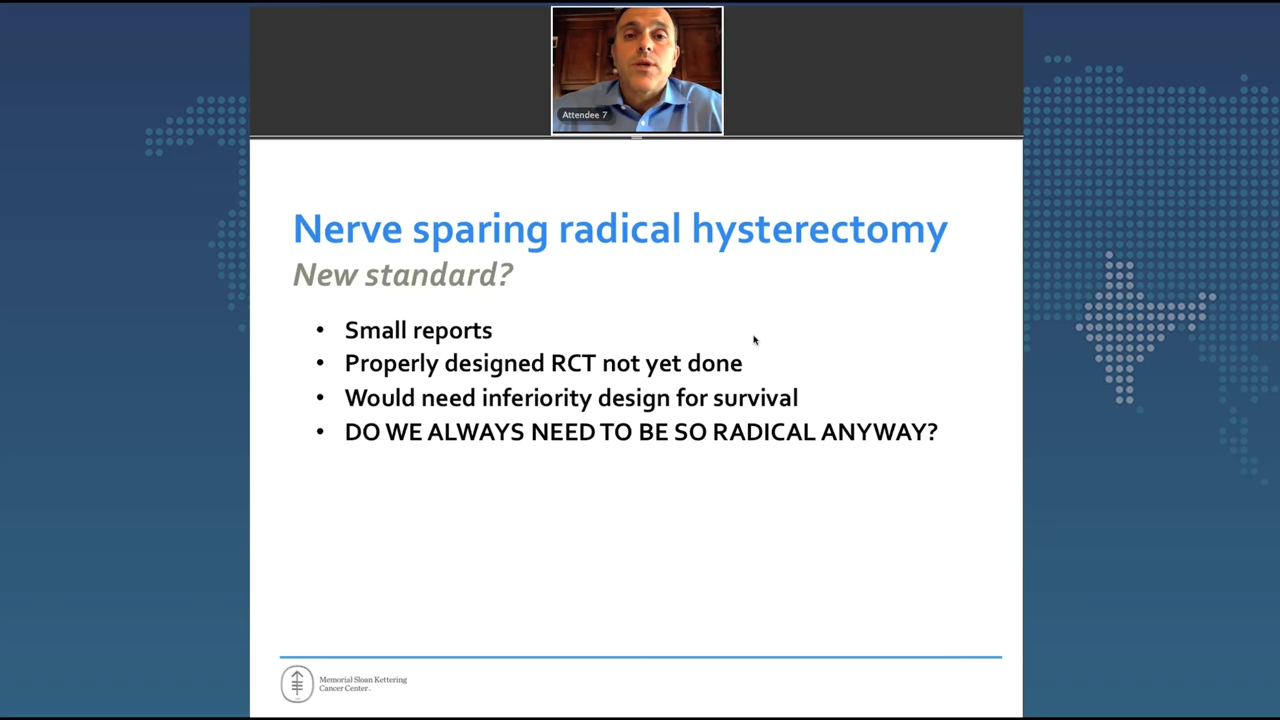 Attendee 7
Nerve sparing radical hysterectomy
New standard?
• Small reports
• Properly designed RCT not yet done
• Would need inferiority design for survival
• DO WE ALWAYS NEED TO BE SO RADICAL ANYWAY?
Memorial Sloan Kettering
Cancer Center